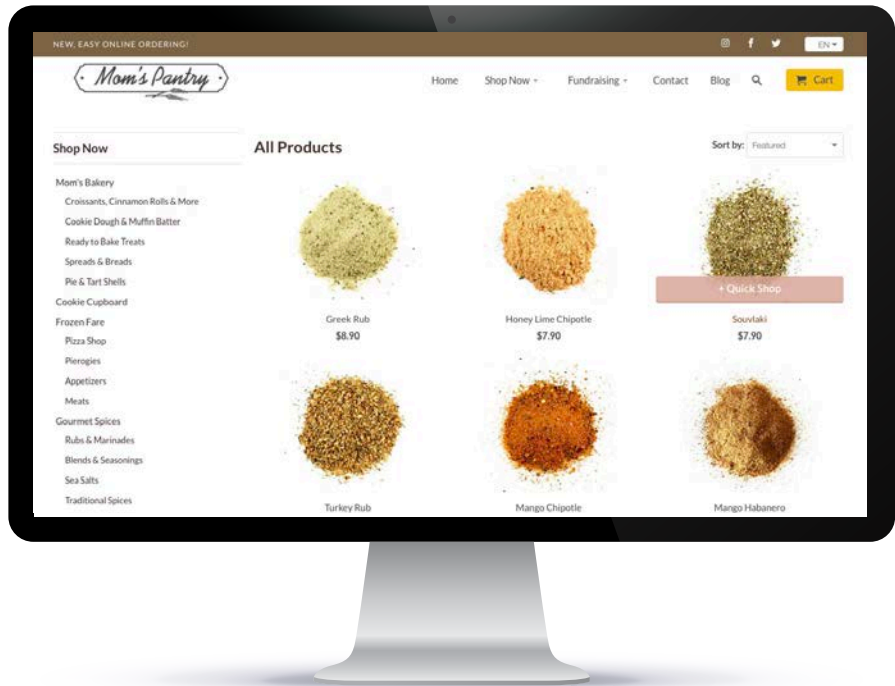 NEW, EASY ONLINE ORDERING!
EN
Mom's Pantry
Home Shop Now Fundraising Contact Blog Cart
Shop Now
All Products
Sort by: Featured
Mom's Bakery
Croissants, Cinnamon Rolls & More
Cookie Dough & Muffin Batter
Ready to Bake Treats
Spreads & Breads
Pie & Tart Shells
Cookie Cupboard
Frozen Fare
Pizza Shop
Pierogies
Appetizers
Meats
Gourmet Spices
Rubs & Marinades
Blends & Seasonings
Sea Salts
Traditional Spices
+ Quick Shop
Greek Rub
$8.90
Honey Lime Chipotle
$7.90
Souvlaki
$7.90
Turkey Rub
Mango Chipotle
Mango Habanero